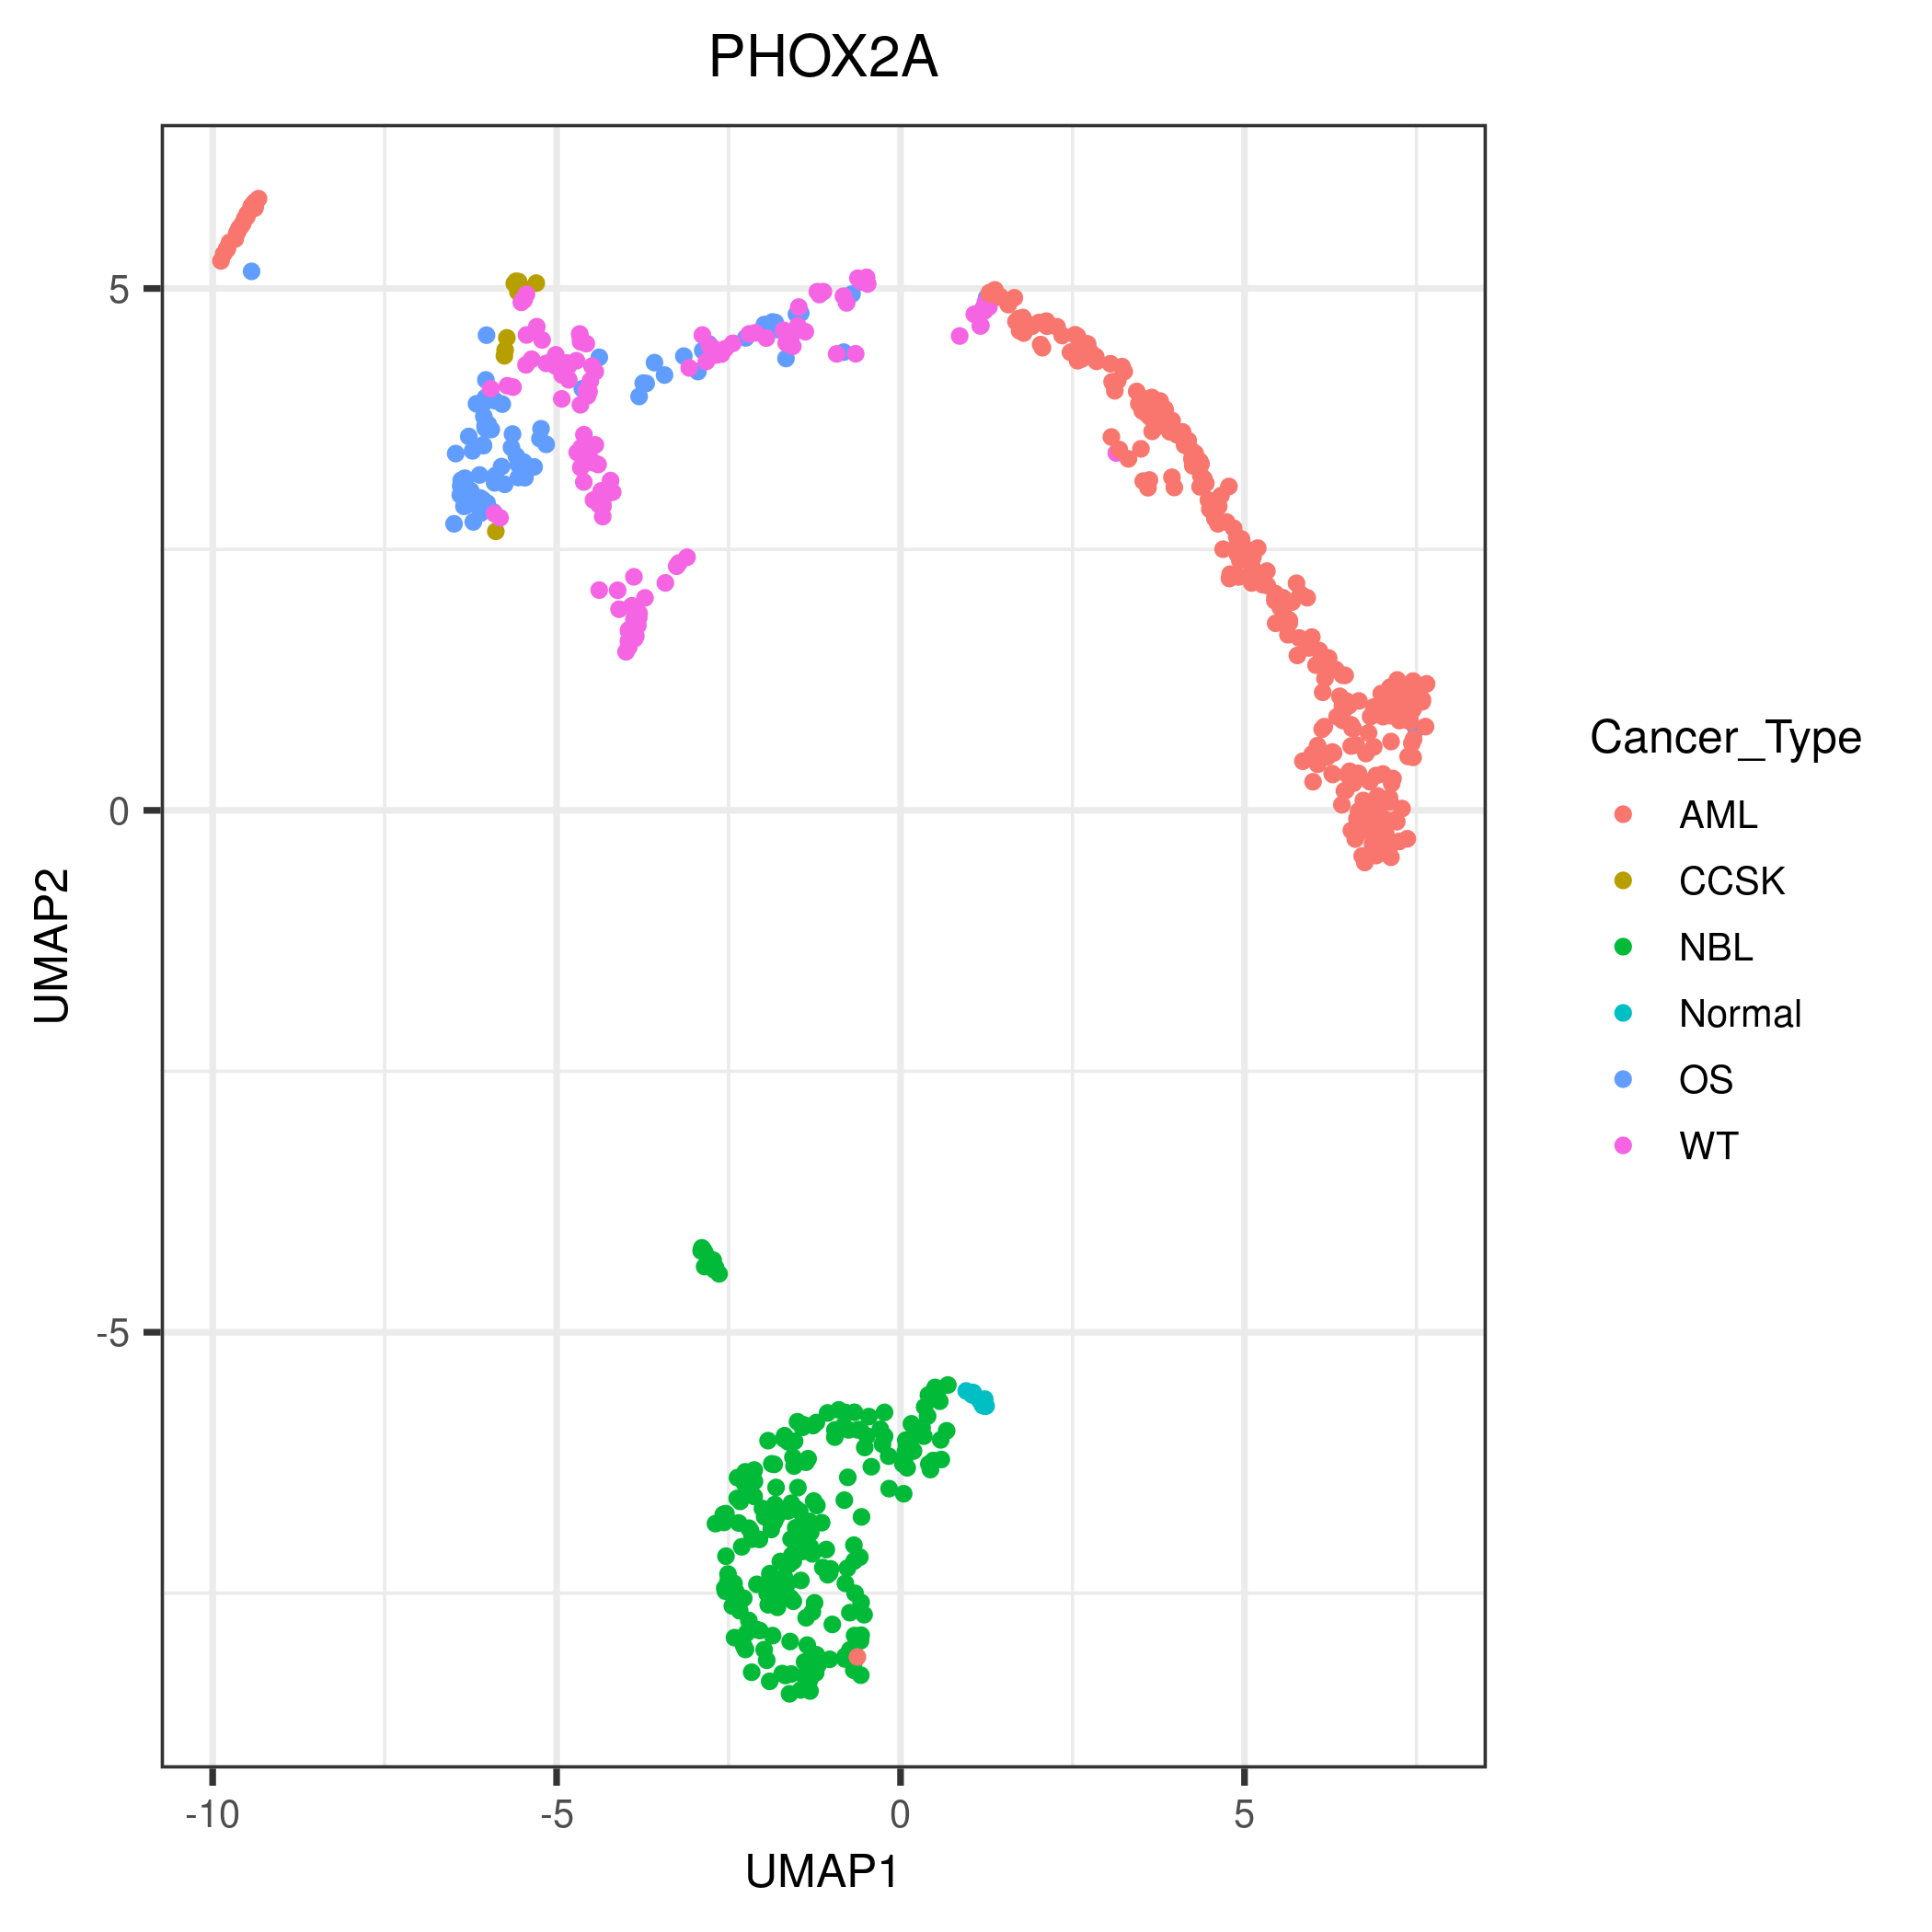 PHOX2A
5
0
-5
UMAP2
-10
-5
0
5
UMAP1
Cancer_Type
AML
CCSK
NBL
Normal
OS
WT